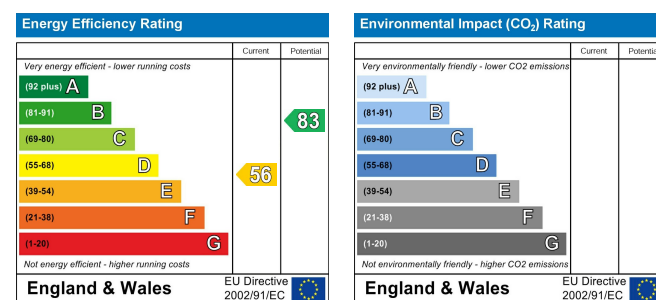 Energy Efficiency Rating
Current Potential
Very energy efficient - lower running costs
(92 plus) A
(81-91) B
83
(69-80) C
(55-68) D
56
(39-54) E
(21-38) F
(1-20) G
Not energy efficient - higher running costs
England & Wales
EU Directive
2002/91/EC
Environmental Impact (CO2) Rating
Current Potentia
Very environmentally friendly - lower CO2 emissions
(92 plus) A
(81-91) B
(69-80) C
(55-68) D
(39-54) E
(21-38) F
(1-20) G
Not environmentally friendly - higher CO2 emissions
England & Wales
EU Directive
2002/91/EC